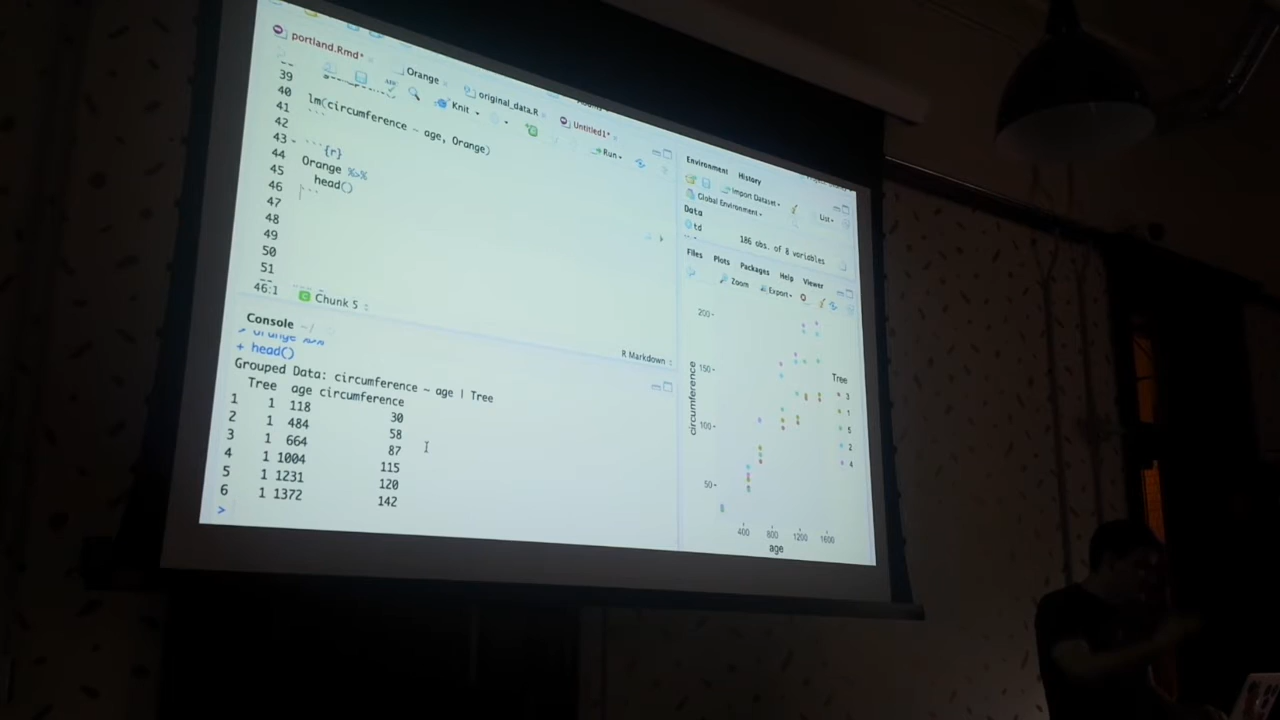 portland.Rmd*
Orange
original_data.R
Untitled1*
Knit
Run
39
40
41 lm(circumference ~ age, Orange)
42 ```
43
44 ```{r}
45 Orange %>%
46 head()
47 ```
48
49
50
51
46:1
Chunk 5
R Markdown
Console ~/
+ head()
Grouped Data: circumference ~ age | Tree
Tree age circumference
1 1 118 30
2 1 484 58
3 1 664 87
4 1 1004 115
5 1 1231 120
6 1 1372 142
>
Environment History
Import Dataset
List
Global Environment
Data
td 186 obs. of 8 variables
Files Plots Packages Help Viewer
Zoom Export
200
150
100
50
circumference
400 800 1200 1600
age
Tree
3
1
5
2
4